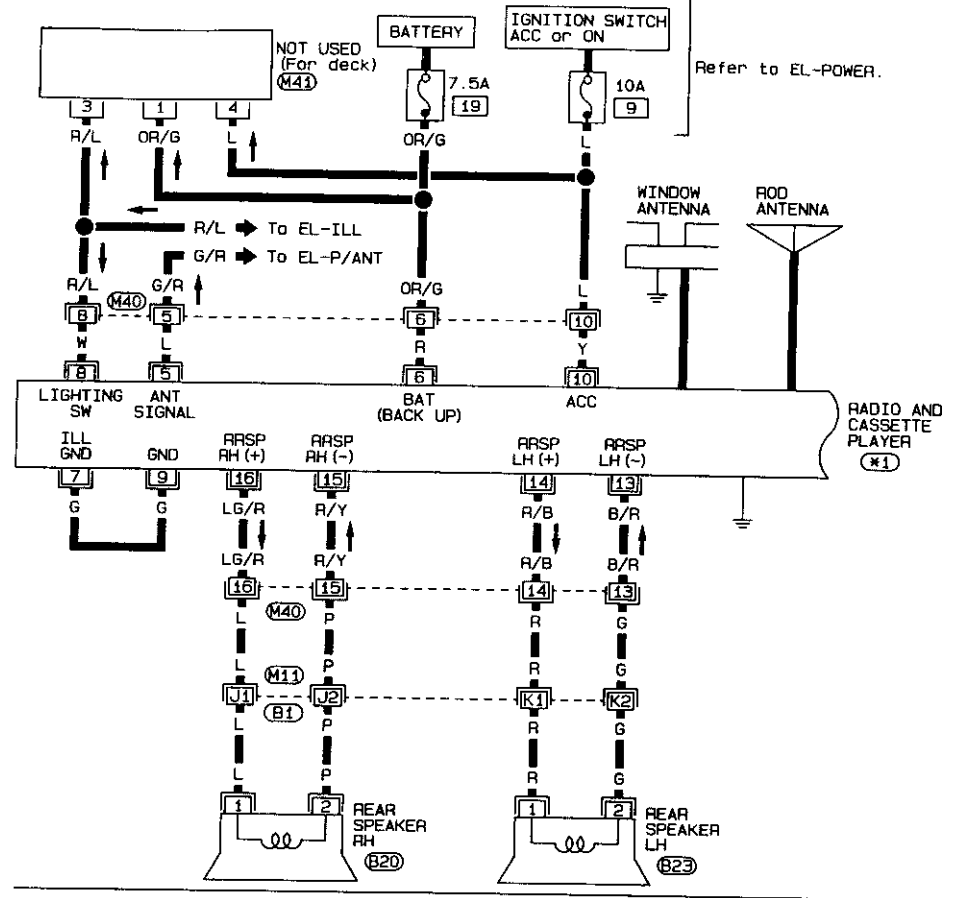 BATTERY
IGNITION SWITCH
ACC or ON
NOT USED
(For deck)
M41
7.5A
19
10A
9
Refer to EL-POWER.
3
1
4
R/L
OR/G
L
OR/G
L
WINDOW
ANTENNA
ROD
ANTENNA
R/L To EL-ILL
G/R To EL-P/ANT
R/L
G/R
OR/G
L
M40
8
5
6
10
W
L
R
Y
8
5
6
10
LIGHTING
SW
ANT
SIGNAL
BAT
(BACK UP)
ACC
RADIO AND
CASSETTE
PLAYER
*1
ILL
GND
GND
RRSP
RH (+)
RRSP
RH (-)
RRSP
LH (+)
RRSP
LH (-)
7
9
16
15
14
13
G
G
LG/R
R/Y
R/B
B/R
LG/R
R/Y
R/B
B/R
16
15
14
13
M40
L
P
R
G
L
P
R
G
M11
J1
J2
K1
K2
B1
L
P
R
G
L
P
R
G
1
2
1
2
REAR
SPEAKER
RH
B20
REAR
SPEAKER
LH
B23